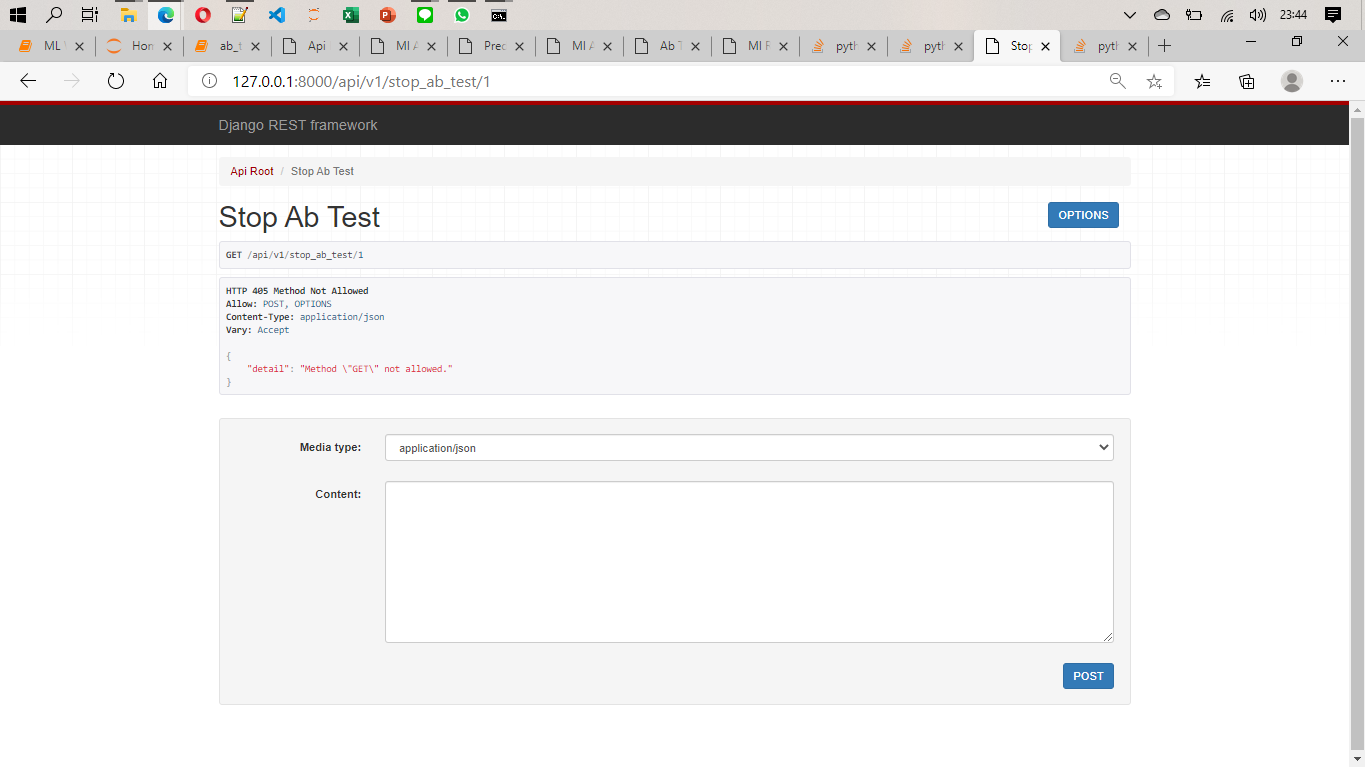 23:44
ML
Hon
ab_t
Api
MI A
Prec
MI A
Ab T
MI F
pyth
pyth
Stop
pyth
127.0.0.1:8000/api/v1/stop_ab_test/1
Django REST framework
Api Root / Stop Ab Test
Stop Ab Test
OPTIONS
GET /api/v1/stop_ab_test/1
HTTP 405 Method Not Allowed
Allow: POST, OPTIONS
Content-Type: application/json
Vary: Accept
{
"detail": "Method \"GET\" not allowed."
}
Media type:
application/json
Content:
POST